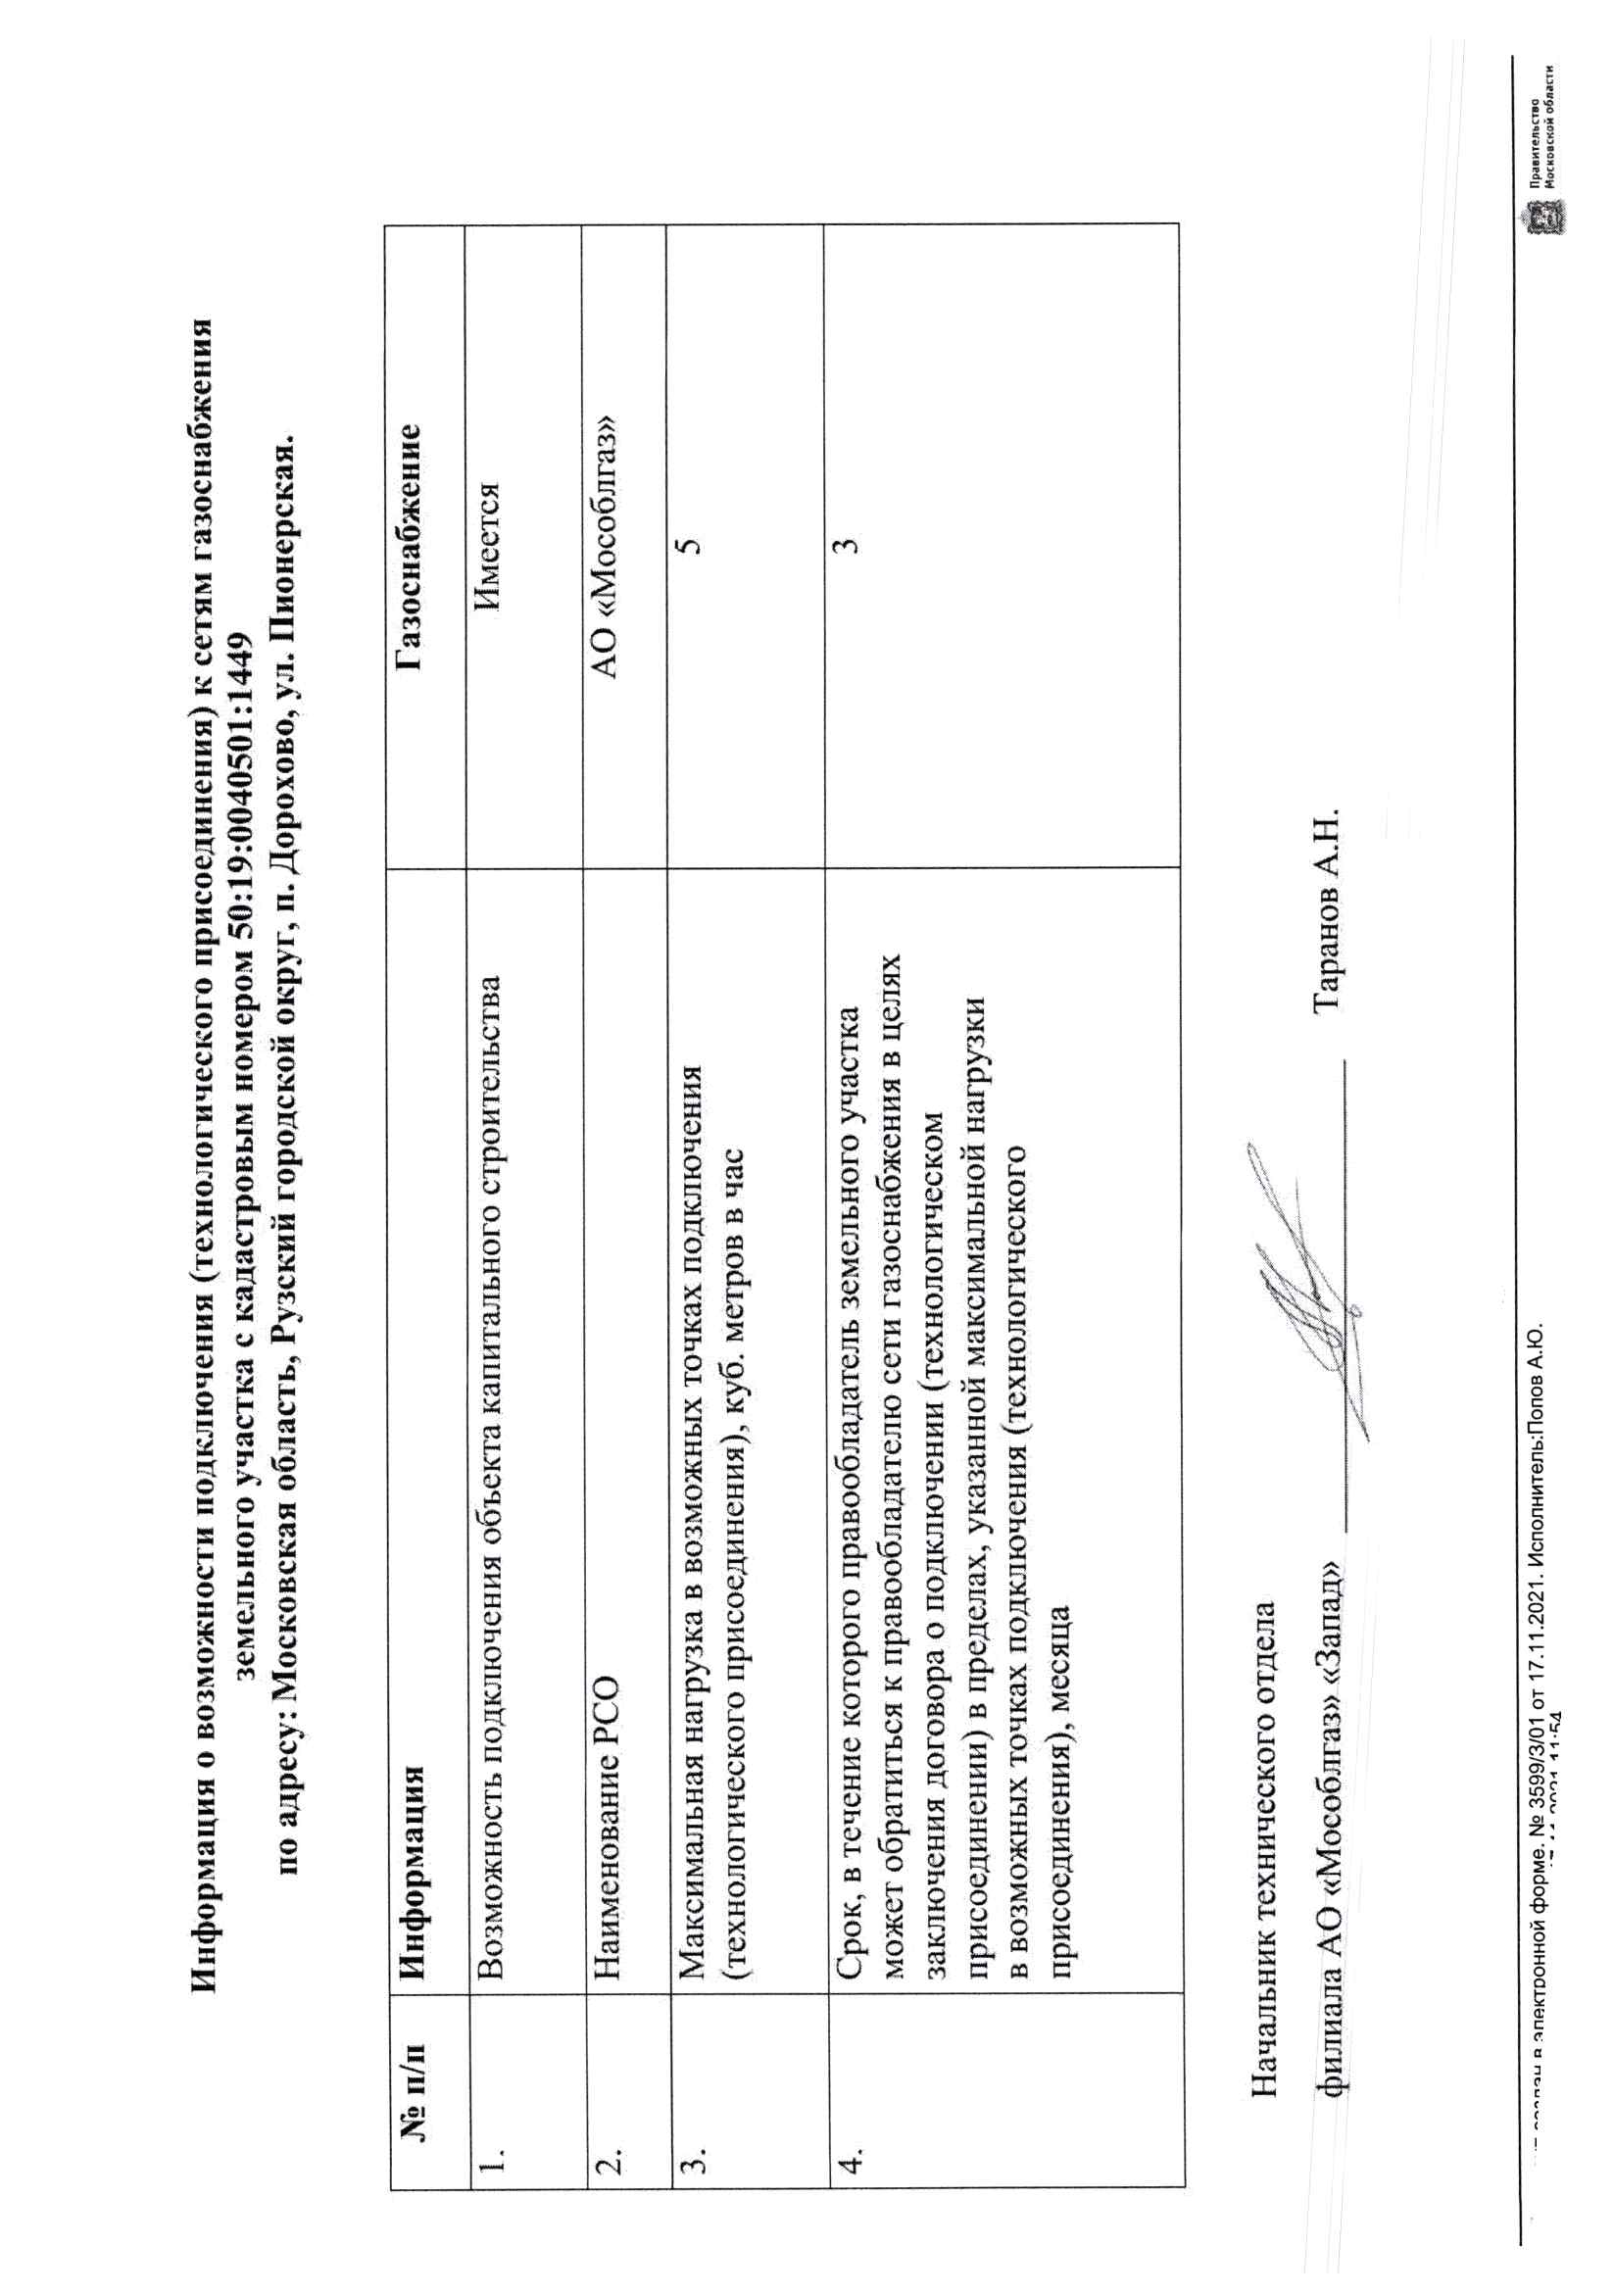 Информация о возможности подключения (технологического присоединения) к сетям газоснабжения
земельного участка с кадастровым номером 50:19:0040501:1449
по адресу: Московская область, Рузский городской округ, п. Дорохово, ул. Пионерская.
№ п/п Информация Газоснабжение
1. Возможность подключения объекта капитального строительства Имеется
2. Наименование РСО АО «Мособлгаз»
3. Максимальная нагрузка в возможных точках подключения 5
(технологического присоединения), куб. метров в час
4. Срок, в течение которого правообладатель земельного участка 3
может обратиться к правообладателю сети газоснабжения в целях
заключения договора о подключении (технологическом
присоединении) в пределах, указанной максимальной нагрузки
в возможных точках подключения (технологического
присоединения), месяца
Начальник технического отдела
филиала АО «Мособлгаз» «Запад» Таранов А.Н.
в электронной форме. № 3599/3/01 от 17.11.2021. Исполнитель:Попов А.Ю.
11:54
Правительство
Московской области